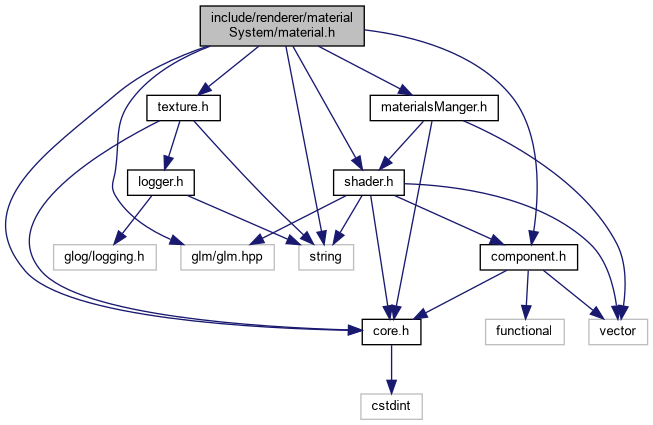 include/renderer/material
System/material.h
texture.h
materialsManger.h
logger.h
shader.h
glog/logging.h
glm/glm.hpp
string
component.h
core.h
functional
vector
cstdint